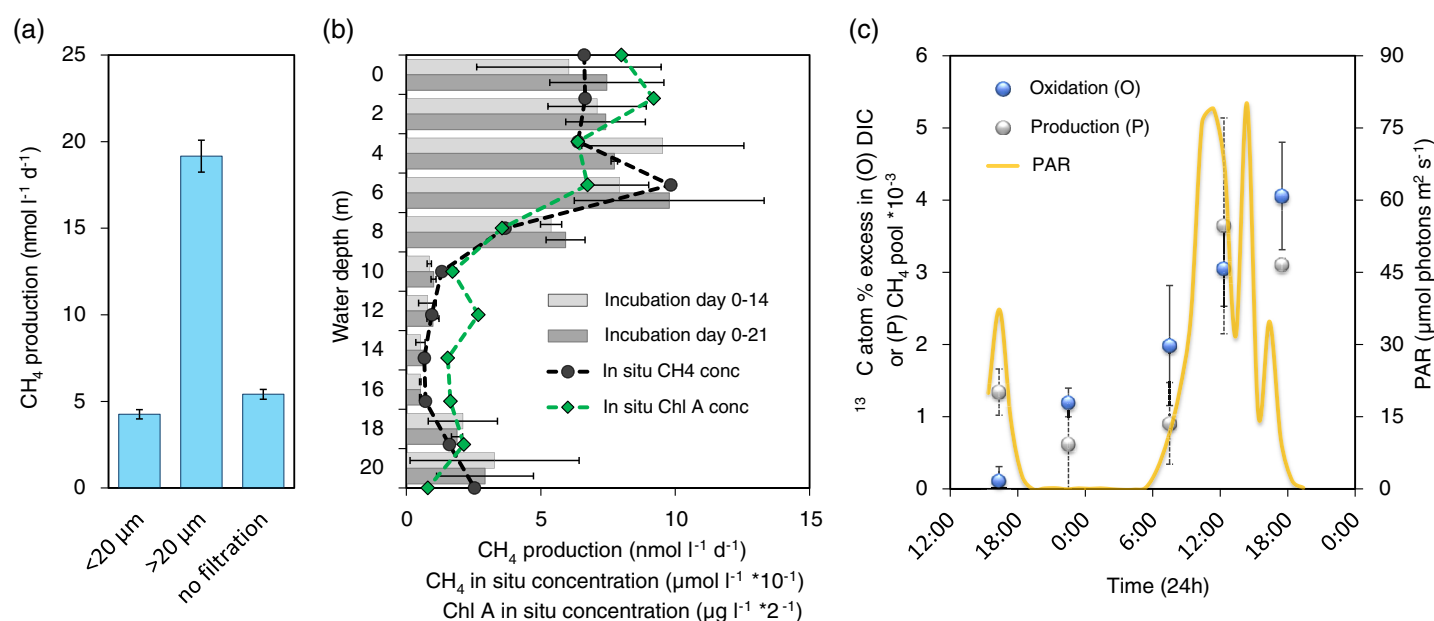 (a)
CH₄ production (nmol l⁻¹ d⁻¹)
25
20
15
10
5
0
<20 µm
>20 µm
no filtration
(b)
Water depth (m)
0
2
4
6
8
10
12
14
16
18
20
Incubation day 0-14
Incubation day 0-21
In situ CH4 conc
In situ Chl A conc
0
5
10
15
CH₄ production (nmol l⁻¹ d⁻¹)
CH₄ in situ concentration (µmol l⁻¹ *10⁻¹)
Chl A in situ concentration (µg l⁻¹ *2⁻¹)
(c)
¹³ C atom % excess in (O) DIC
or (P) CH₄ pool *10⁻³
6
5
4
3
2
1
0
Oxidation (O)
Production (P)
PAR
90
75
60
45
30
15
0
PAR (µmol photons m² s⁻¹)
12:00
18:00
0:00
6:00
12:00
18:00
0:00
Time (24h)